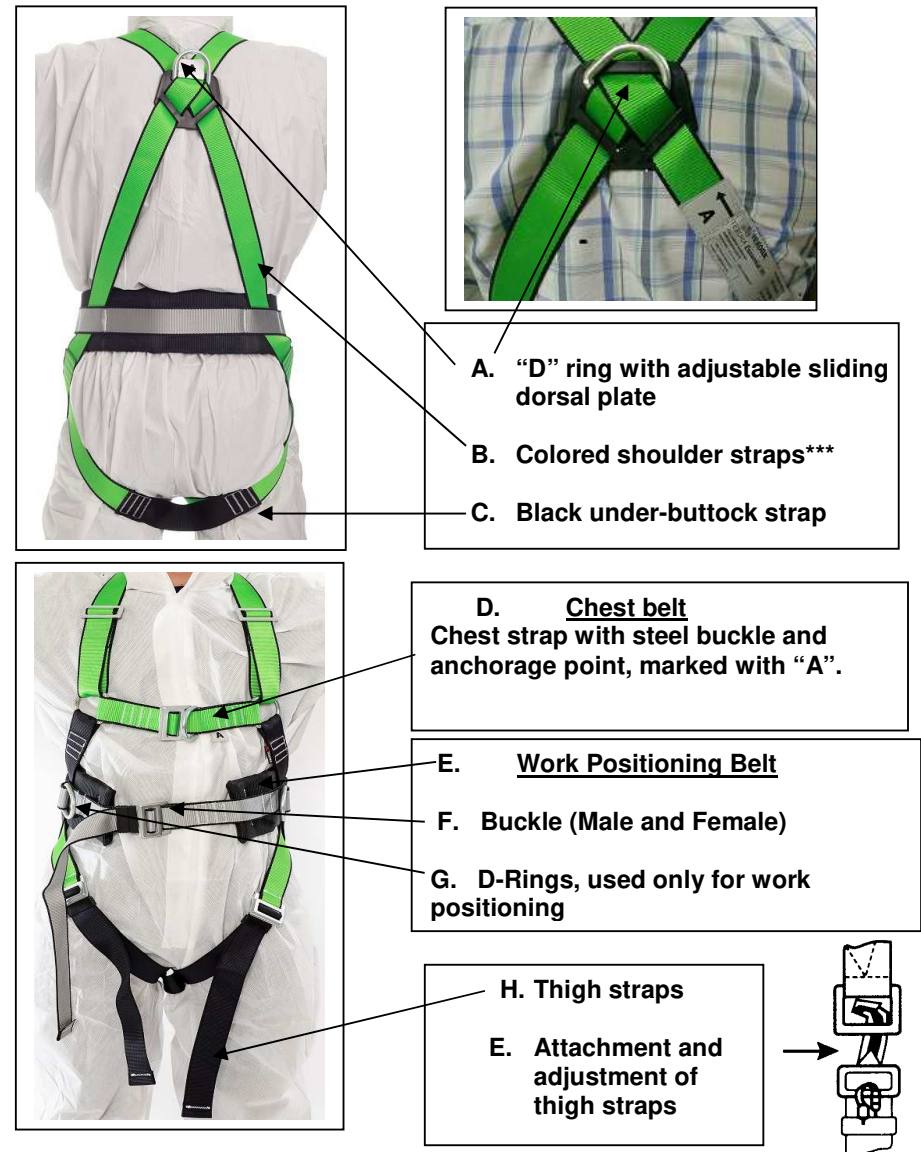 A. “D” ring with adjustable sliding
dorsal plate
B. Colored shoulder straps***
C. Black under-buttock strap
D. Chest belt
Chest strap with steel buckle and
anchorage point, marked with “A”.
E. Work Positioning Belt
F. Buckle (Male and Female)
G. D-Rings, used only for work
positioning
H. Thigh straps
E. Attachment and
adjustment of
thigh straps
A
A